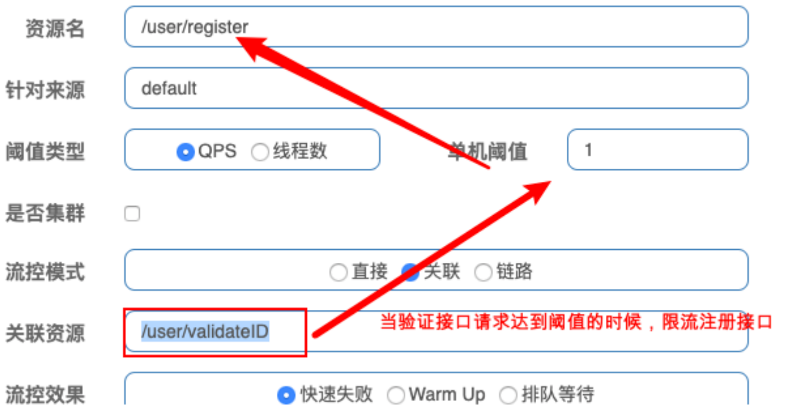 资源名 /user/register
针对来源 default
阈值类型 QPS 线程数 单机阈值 1
是否集群
流控模式 直接 关联 链路
关联资源 /user/validateID 当验证接口请求达到阈值的时候，限流注册接口
流控效果 快速失败 Warm Up 排队等待